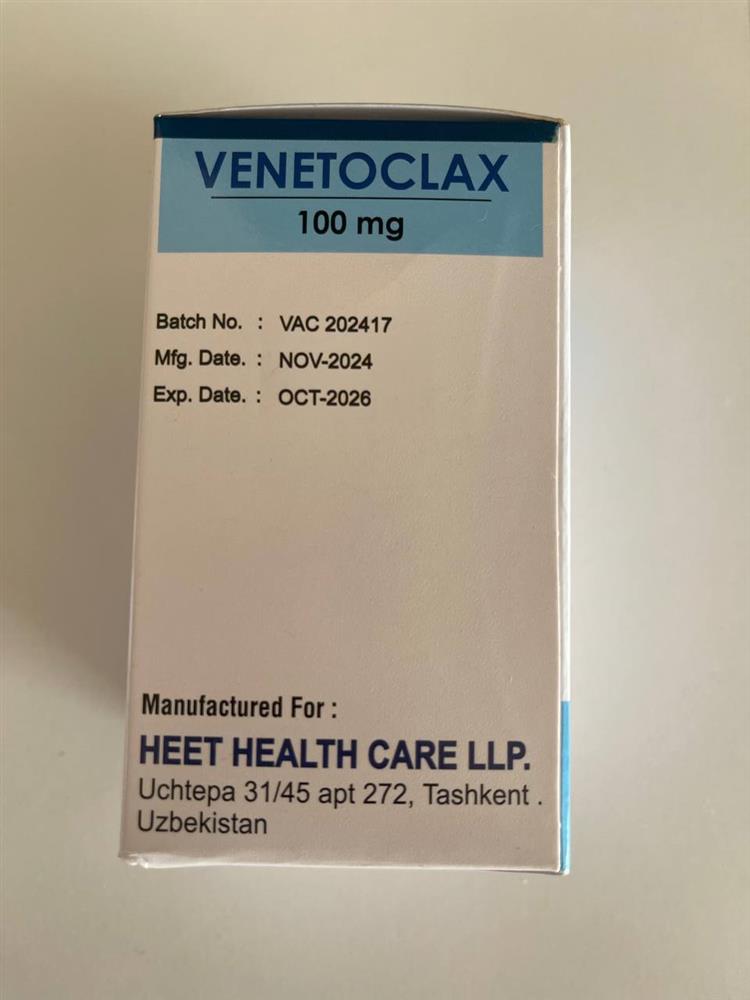 VENETOCLAX
100 mg
Batch No. : VAC 202417
Mfg. Date. : NOV-2024
Exp. Date. : OCT-2026
Manufactured For :
HEET HEALTH CARE LLP.
Uchtepa 31/45 apt 272, Tashkent .
Uzbekistan